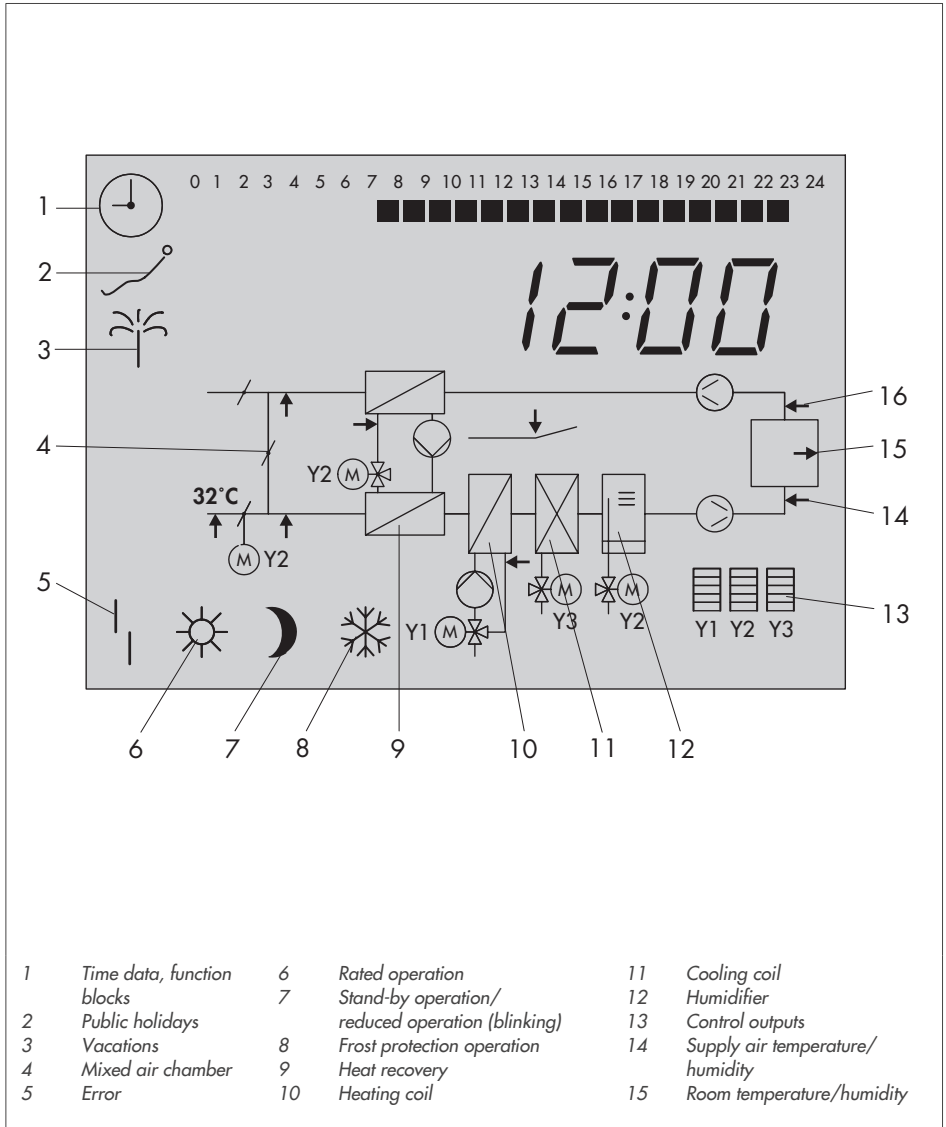 0 1 2 3 4 5 6 7 8 9 10 11 12 13 14 15 16 17 18 19 20 21 22 23 24
1
2
12:00
3
16
4
15
Y2 M
32°C
14
M Y2
5
M M
13
Y1 M Y3 Y2 Y1 Y2 Y3
6 7 8 9 10 11 12
1 Time data, function
blocks
2 Public holidays
3 Vacations
4 Mixed air chamber
5 Error
6 Rated operation
7 Stand-by operation/
reduced operation (blinking)
8 Frost protection operation
9 Heat recovery
10 Heating coil
11 Cooling coil
12 Humidifier
13 Control outputs
14 Supply air temperature/
humidity
15 Room temperature/humidity